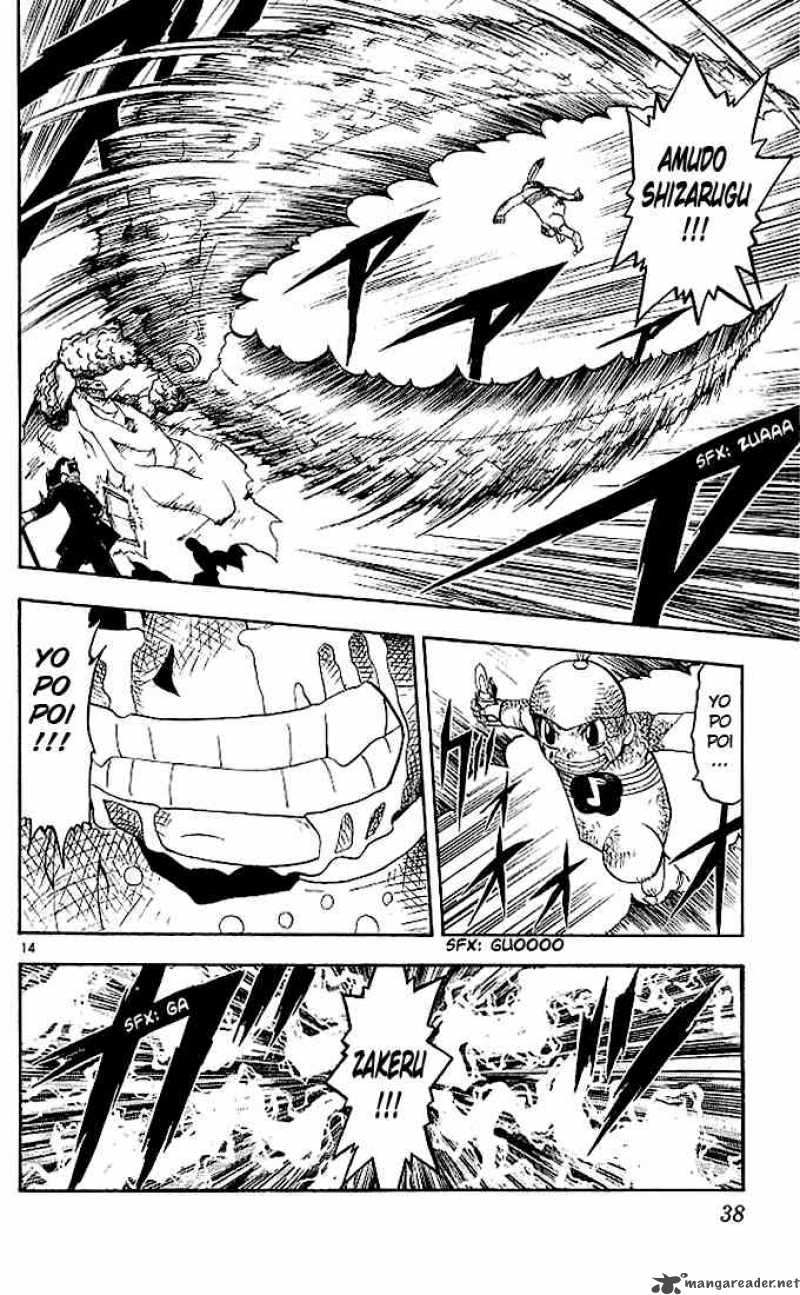 AMUDO
SHIZARUGU
!!!
SFX: ZUAAA
YO
PO
POI
...
SFX: GUOOOO
YO
PO
POI
!!!
14
SFX: GA
ZAKERU
!!!
38
mangareader.net